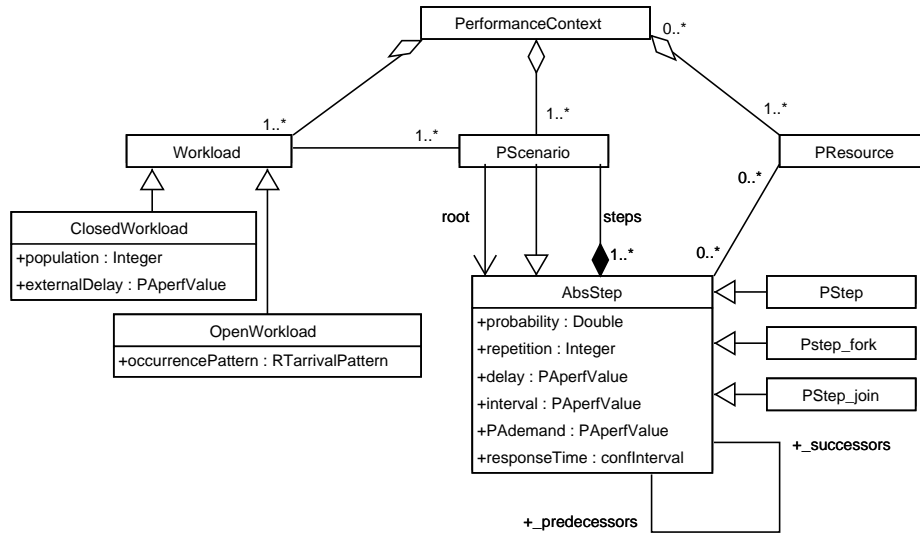 PerformanceContext
0..*
1..*
1..*
1..*
1..*
Workload
PScenario
PResource
0..*
root
steps
ClosedWorkload
+population : Integer
+externalDelay : PAperfValue
1..*
0..*
AbsStep
+probability : Double
+repetition : Integer
+delay : PAperfValue
+interval : PAperfValue
+PAdemand : PAperfValue
+responseTime : confInterval
PStep
OpenWorkload
+occurrencePattern : RTarrivalPattern
Pstep_fork
PStep_join
+_successors
+_predecessors